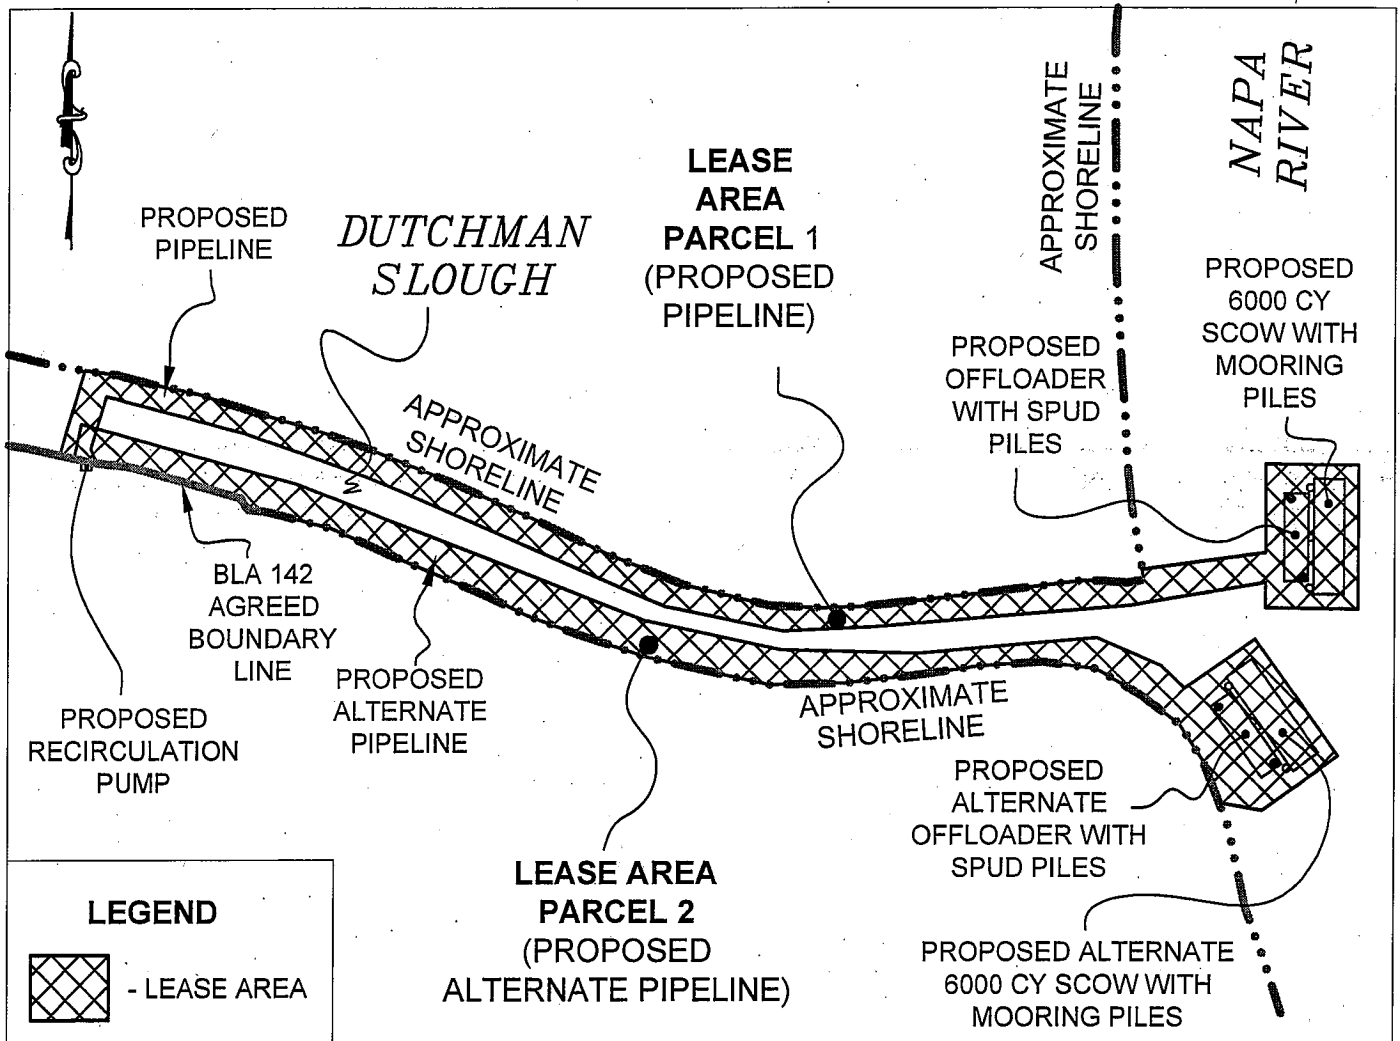 NAPA
RIVER
APPROXIMATE
SHORELINE
LEASE
AREA
PARCEL 1
(PROPOSED
PIPELINE)
PROPOSED
PIPELINE
DUTCHMAN
SLOUGH
PROPOSED
6000 CY
SCOW WITH
MOORING
PILES
PROPOSED
OFFLOADER
WITH SPUD
PILES
APPROXIMATE
SHORELINE
BLA 142
AGREED
BOUNDARY
LINE
PROPOSED
ALTERNATE
PIPELINE
PROPOSED
RECIRCULATION
PUMP
APPROXIMATE
SHORELINE
PROPOSED
ALTERNATE
OFFLOADER WITH
SPUD PILES
LEASE AREA
PARCEL 2
(PROPOSED
ALTERNATE PIPELINE)
PROPOSED ALTERNATE
6000 CY SCOW WITH
MOORING PILES
LEGEND
- LEASE AREA